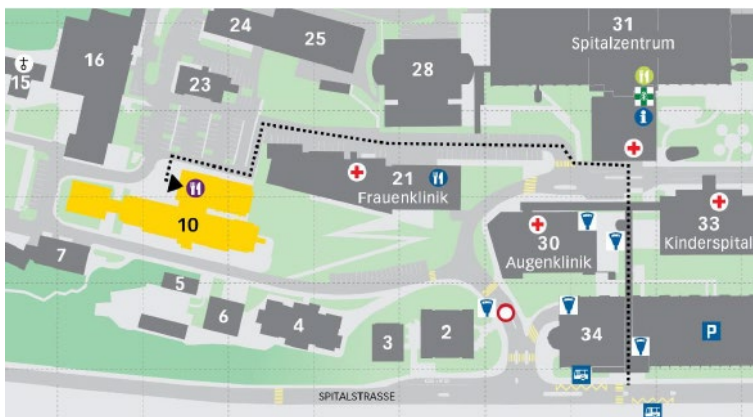 24
25
31
Spitalzentrum
16
15
23
28
i
21
Frauenklinik
10
33
Kinderspital
30
Augenklinik
7
5
6
4
3
2
34
P
SPITALSTRASSE